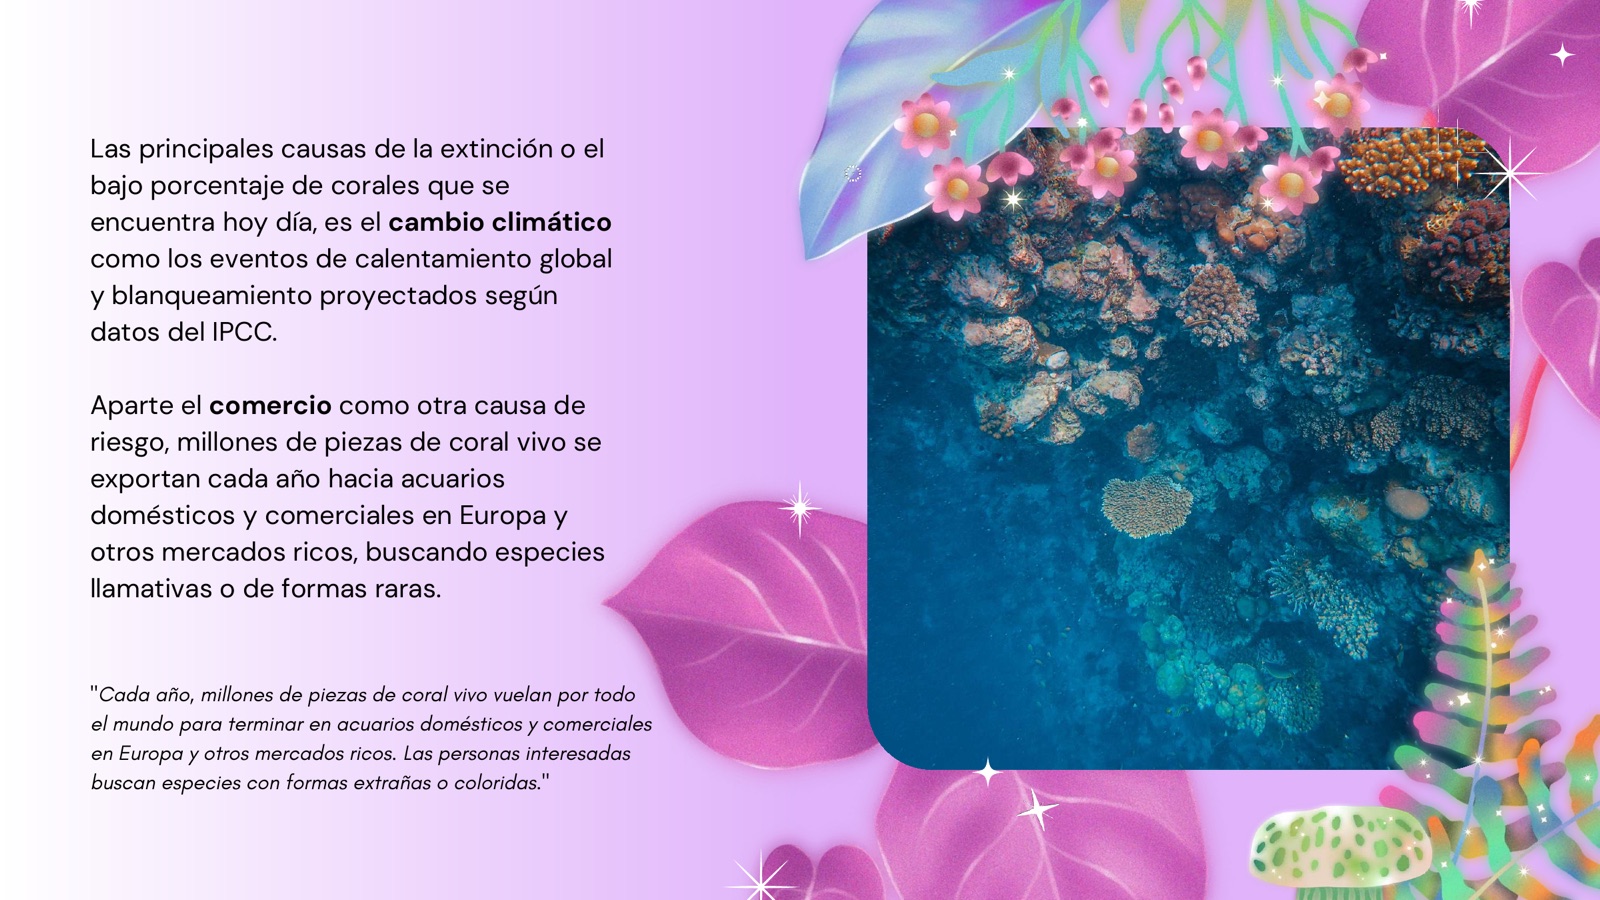 Las principales causas de la extinción o el
bajo porcentaje de corales que se
encuentra hoy día, es el cambio climático
como los eventos de calentamiento global
y blanqueamiento proyectados según
datos del IPCC.
Aparte el comercio como otra causa de
riesgo, millones de piezas de coral vivo se
exportan cada año hacia acuarios
domésticos y comerciales en Europa y
otros mercados ricos, buscando especies
llamativas o de formas raras.
"Cada año, millones de piezas de coral vivo vuelan por todo
el mundo para terminar en acuarios domésticos y comerciales
en Europa y otros mercados ricos. Las personas interesadas
buscan especies con formas extrañas o coloridas."